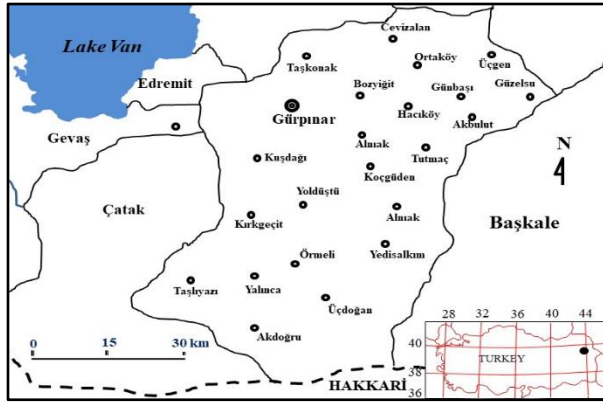 Lake Van
Cevizalan
Taşkonak
Ortaköy
Üçgen
Edremit
Bozyiğit
Günbaşı
Güzelsu
Gürpınar
Hacıköy
Akbulut
Gevaş
Alnıak
Tutmaç
Kuşdağı
Koçgüden
N
Çatak
Yoldüştü
Kırkgeçit
Alnıak
Başkale
Yedisalkım
Örmeli
Taşlıyazı
Yalınca
Üçdoğan
Akdoğru
0 15 30 km
HAKKARİ
28 32 36 40 44
40
38
36
TURKEY